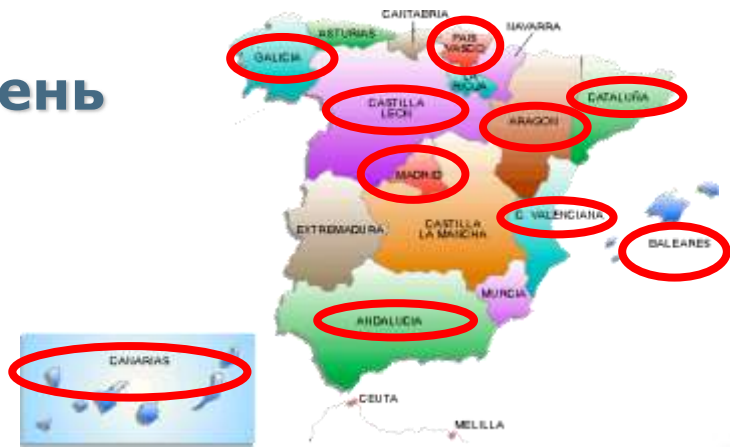 CANTABRIA
ASTURIAS
PAIS
VASCO
NAVARRA
GALICIA
LA
RIOJA
ень
CASTILLA
LEON
CATALUÑA
ARAGON
MADRID
C. VALENCIANA
EXTREMADURA
CASTILLA
LA MANCHA
BALEARES
MURCIA
ANDALUCIA
CANARIAS
CEUTA
MELILLA